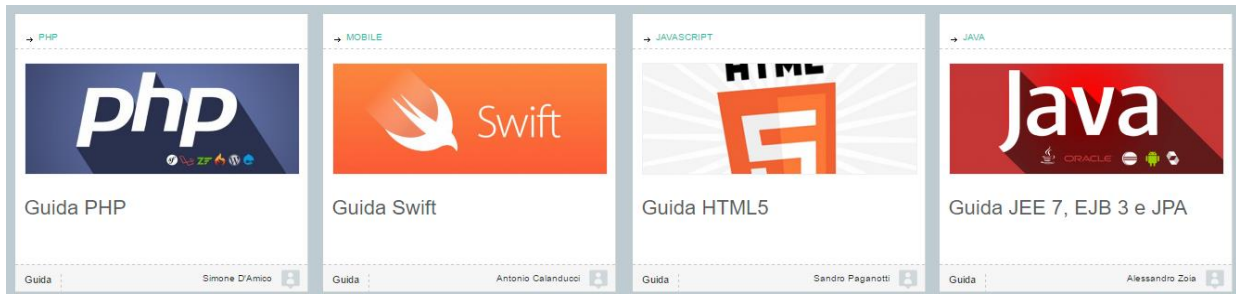 PHP
php
ZF
Guida PHP
Guida
Simone D'Amico
MOBILE
Swift
Guida Swift
Guida
Antonio Calanducci
JAVASCRIPT
HTML
5
Guida HTML5
Guida
Sandro Paganotti
JAVA
Java
ORACLE
Guida JEE 7, EJB 3 e JPA
Guida
Alessandro Zoia